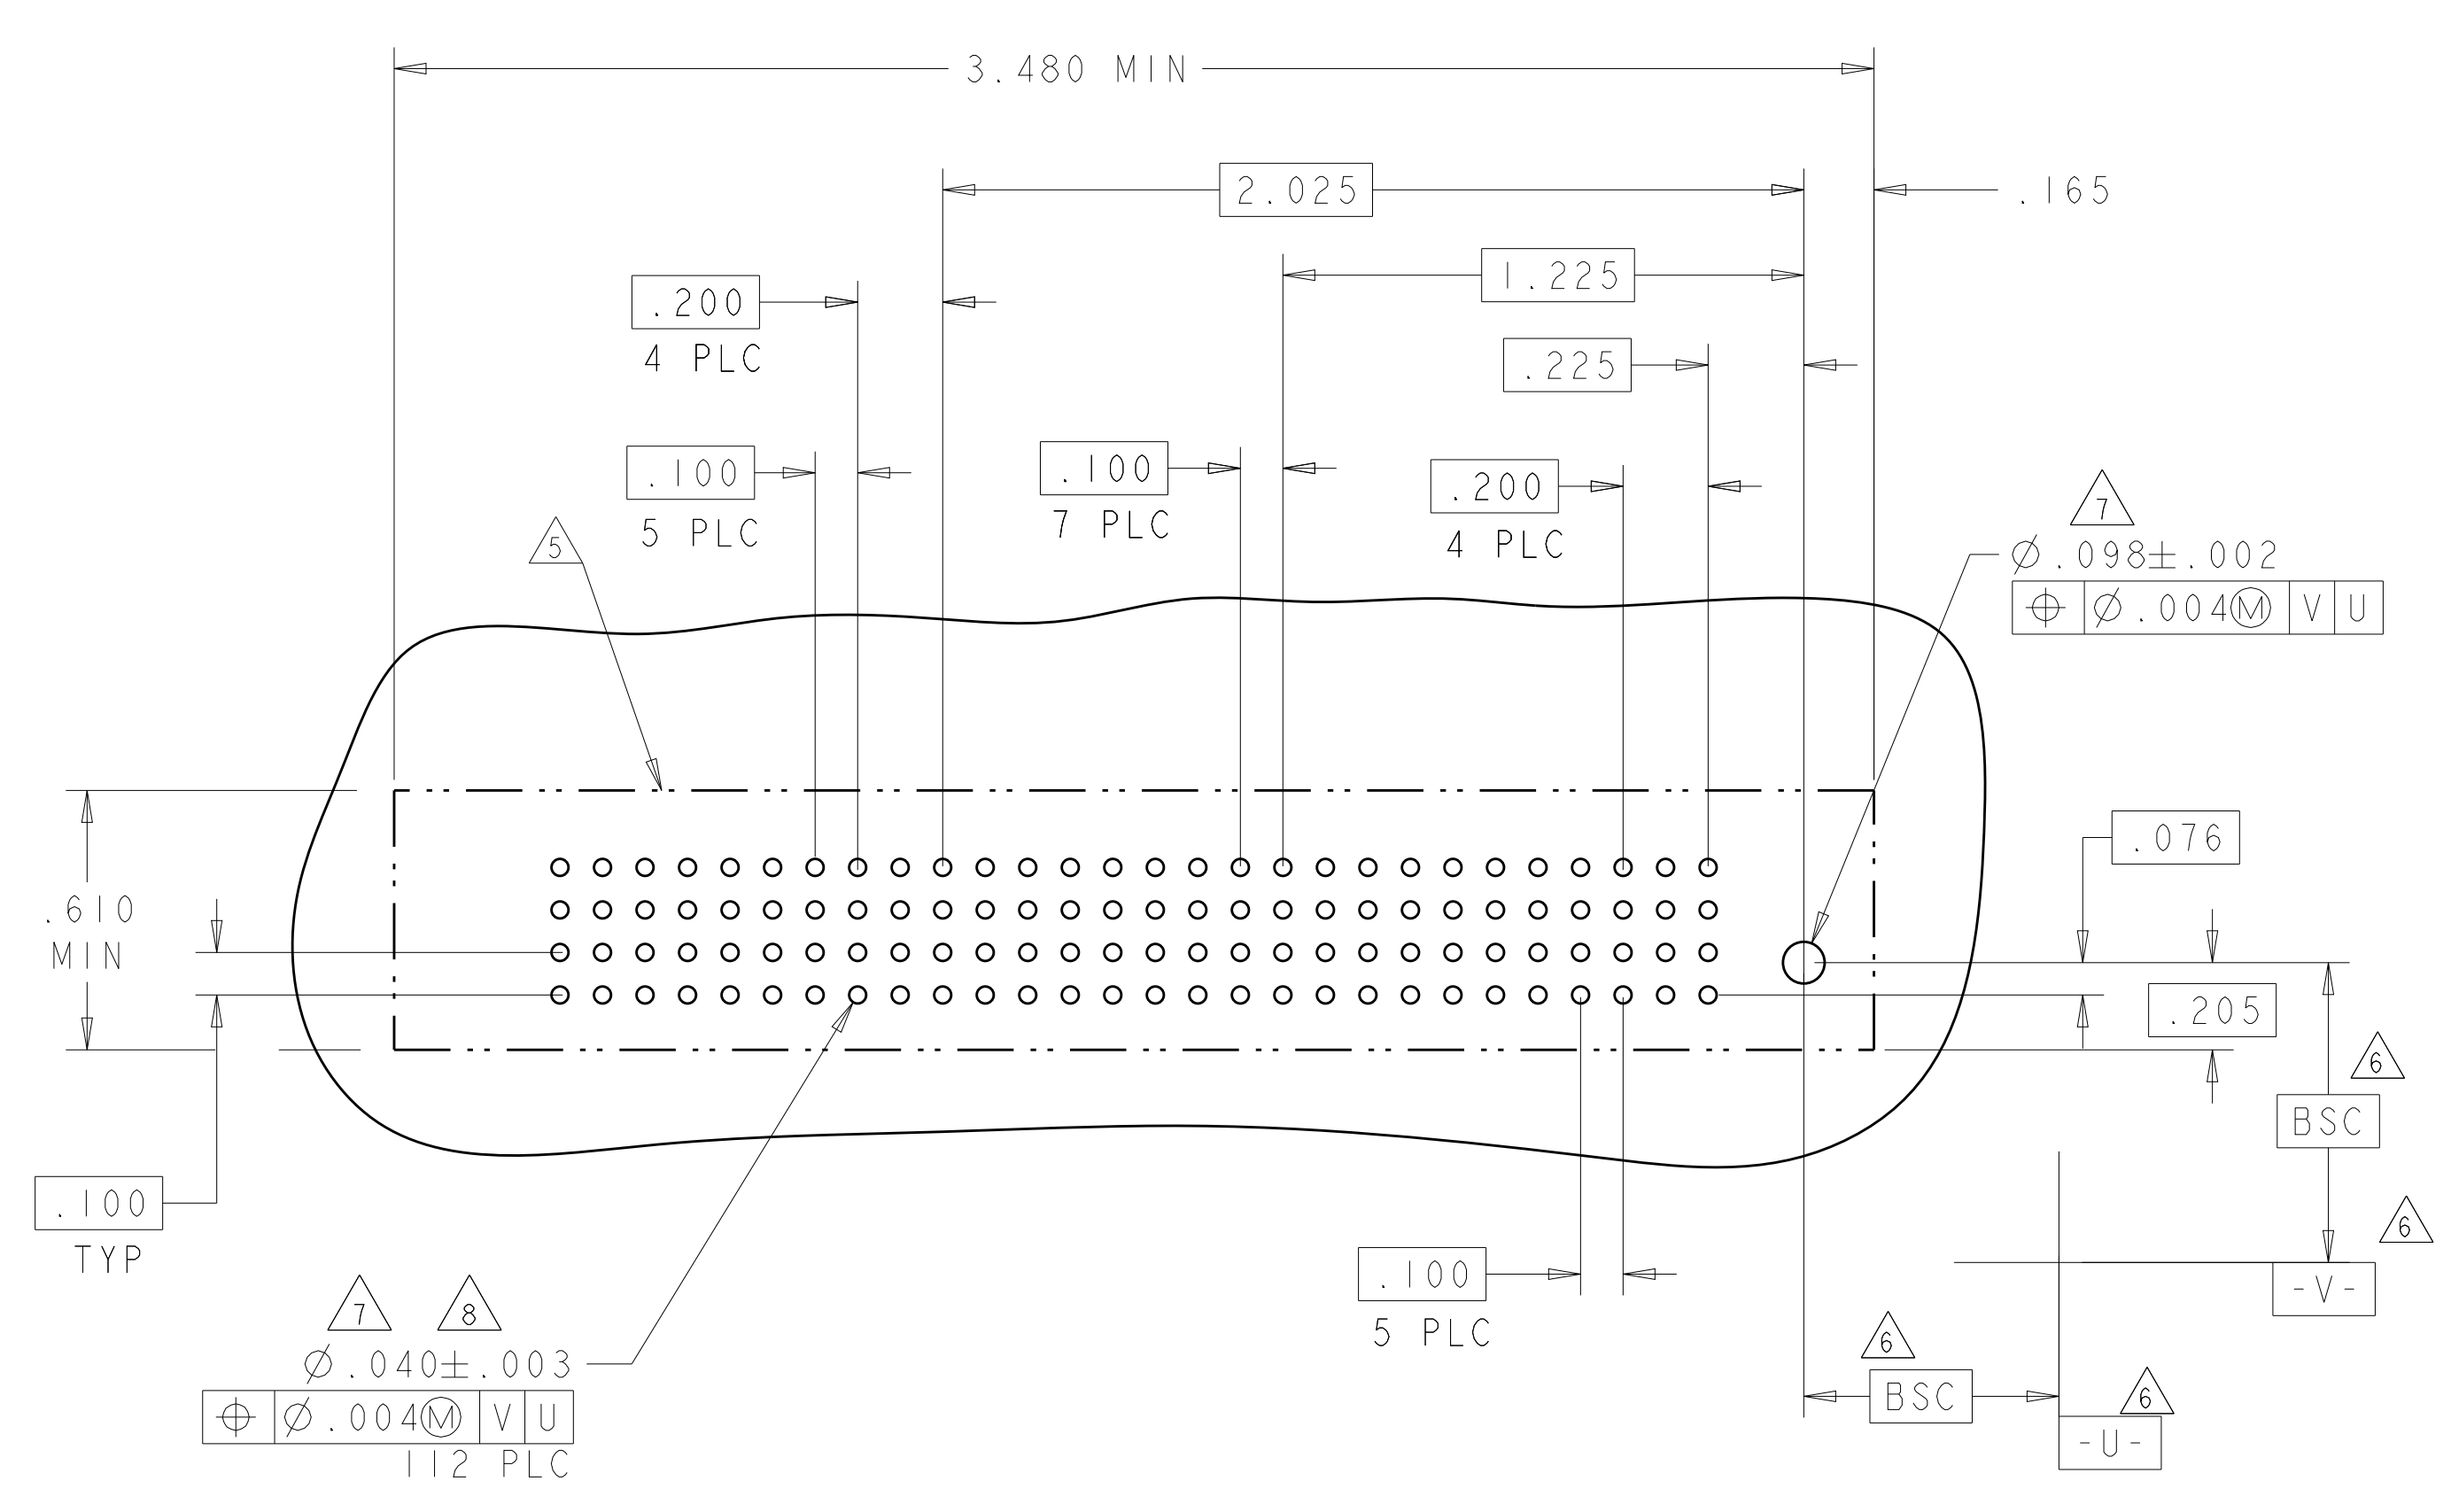 3.480 MIN
2.025
.165
1.225
.200
4 PLC
.225
.100
5 PLC
.100
7 PLC
.200
4 PLC
5
7
⌀.098±.002
⌖ ⌀.004Ⓜ V U
.076
.610
MIN
.205
6
BSC
.100
TYP
6
-V-
.100
5 PLC
7 8
⌀.040±.003
⌖ ⌀.004Ⓜ V U
112 PLC
6
BSC
6
-U-